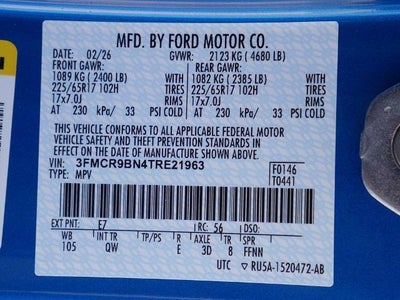 MFD. BY FORD MOTOR CO.
DATE: 02/26 GVWR: 2123 KG ( 4680 LB)
FRONT GAWR: REAR GAWR:
1089 KG ( 2400 LB) WITH 1082 KG ( 2385 LB) WITH
225/65R17 102H TIRES 225/65R17 102H TIRES
17x7.0J RIMS 17x7.0J RIMS
AT 230 kPa/ 33 PSI COLD AT 230 kPa/ 33 PSI COLD
THIS VEHICLE CONFORMS TO ALL APPLICABLE FEDERAL MOTOR
VEHICLE SAFETY AND THEFT PREVENTION STANDARDS IN
EFFECT ON THE DATE OF MANUFACTURE SHOWN ABOVE.
VIN: 3FMCR9BN4TRE21963 F0146
TYPE: MPV T0441
EXT PNT: E7 RC: 56 DSO:
WB INT TR TP/PS R AXLE TR SPR
105 QW E 3D 8 FFNN
UTC ▽ RU5A-1520472-AB